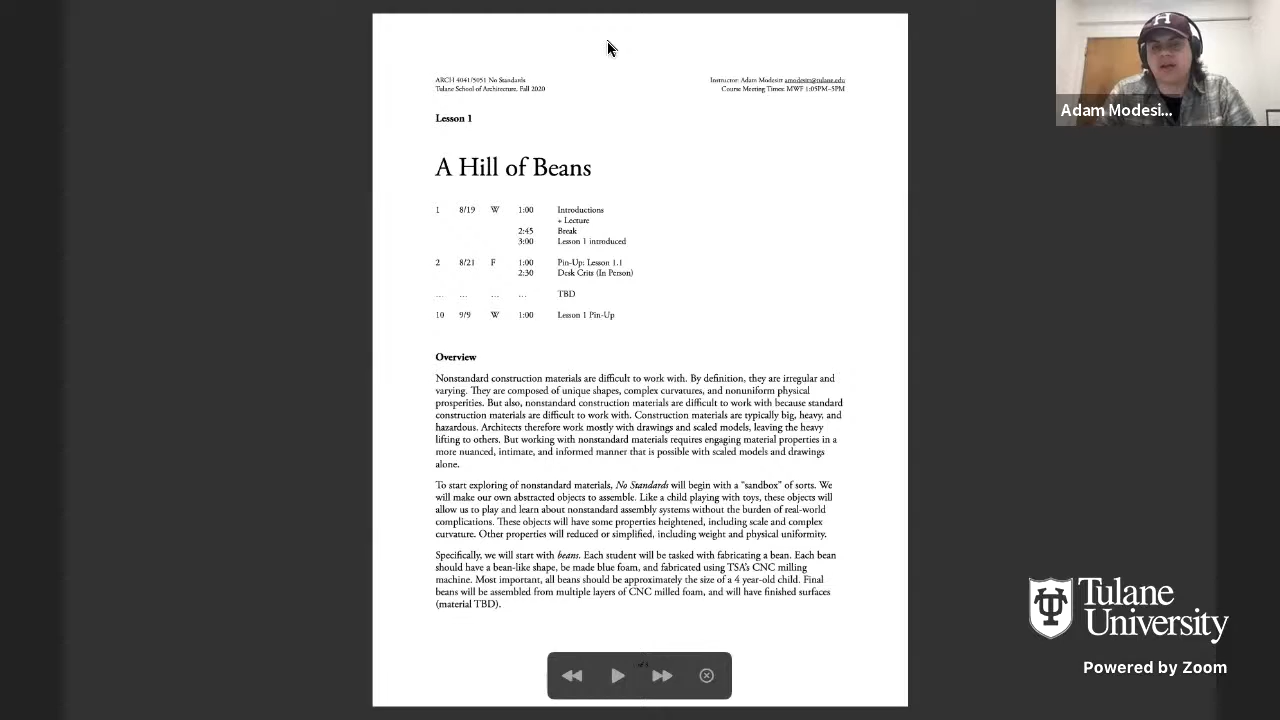 ARCH 4041/5051 No Standards
Tulane School of Architecture, Fall 2020
Instructor: Adam Modesitt amodesitt@tulane.edu
Course Meeting Times: MWF 1:05PM–5PM
Lesson 1
A Hill of Beans
1 8/19 W 1:00 Introductions
+ Lecture
2:45 Break
3:00 Lesson 1 introduced
2 8/21 F 1:00 Pin-Up: Lesson 1.1
2:30 Desk Crits (In Person)
... ... ... ... TBD
10 9/9 W 1:00 Lesson 1 Pin-Up
Overview
Nonstandard construction materials are difficult to work with. By definition, they are irregular and
varying. They are composed of unique shapes, complex curvatures, and nonuniform physical
prosperities. But also, nonstandard construction materials are difficult to work with because standard
construction materials are difficult to work with. Construction materials are typically big, heavy, and
hazardous. Architects therefore work mostly with drawings and scaled models, leaving the heavy
lifting to others. But working with nonstandard materials requires engaging material properties in a
more nuanced, intimate, and informed manner that is possible with scaled models and drawings
alone.
To start exploring of nonstandard materials, No Standards will begin with a “sandbox” of sorts. We
will make our own abstracted objects to assemble. Like a child playing with toys, these objects will
allow us to play and learn about nonstandard assembly systems without the burden of real-world
complications. These objects will have some properties heightened, including scale and complex
curvature. Other properties will reduced or simplified, including weight and physical uniformity.
Specifically, we will start with beans. Each student will be tasked with fabricating a bean. Each bean
should have a bean-like shape, be made blue foam, and fabricated using TSA’s CNC milling
machine. Most important, all beans should be approximately the size of a 4 year-old child. Final
beans will be assembled from multiple layers of CNC milled foam, and will have finished surfaces
(material TBD).
of 3
H
Adam Modesi...
Tulane
University
Powered by Zoom